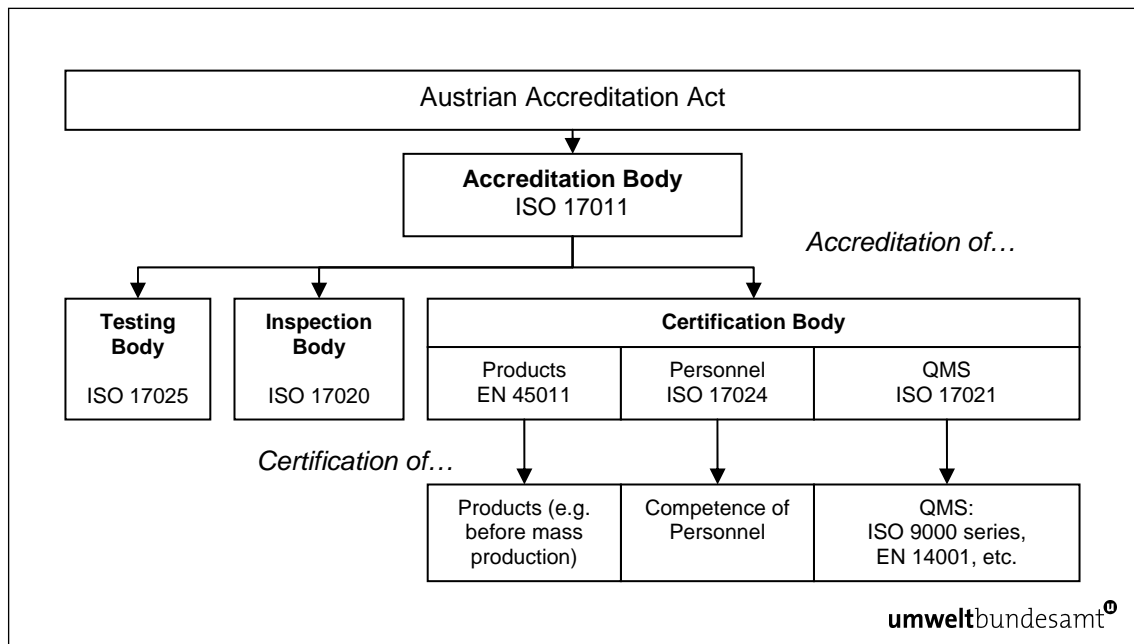 Austrian Accreditation Act
Accreditation Body
ISO 17011
Accreditation of…
Testing
Body
ISO 17025
Inspection
Body
ISO 17020
Certification Body
Products
EN 45011
Personnel
ISO 17024
QMS
ISO 17021
Certification of…
Products (e.g.
before mass
production)
Competence of
Personnel
QMS:
ISO 9000 series,
EN 14001, etc.
umweltbundesamt
u